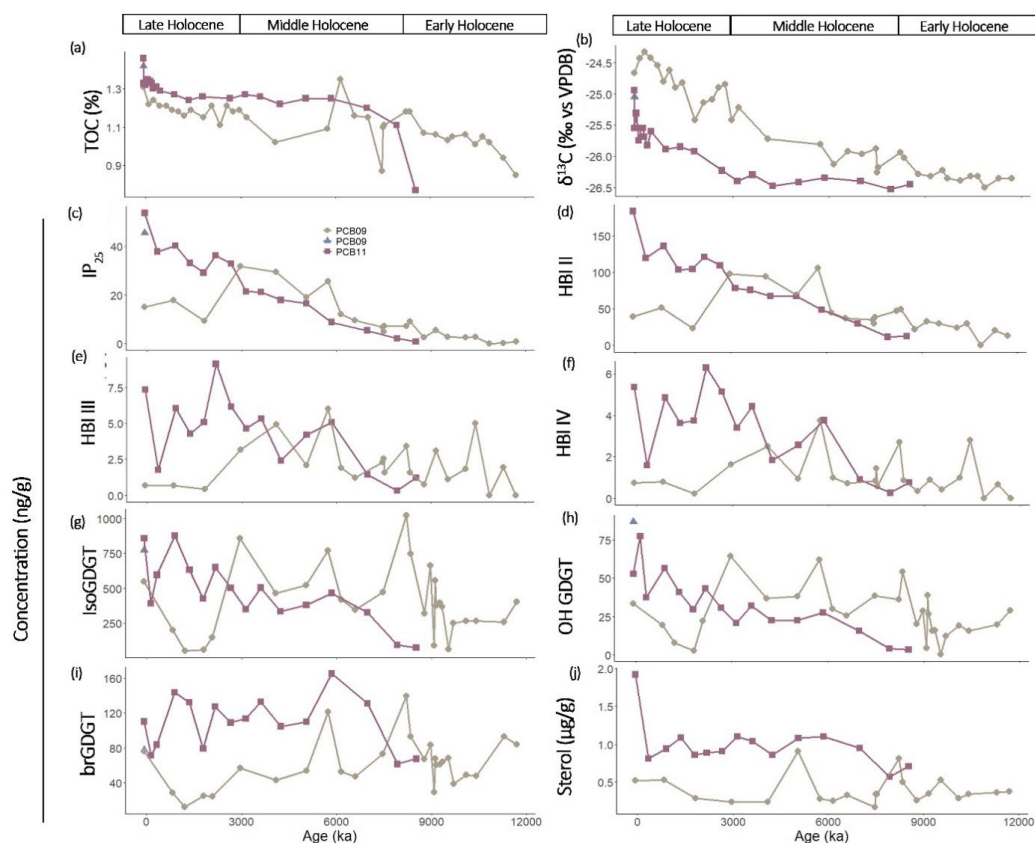 Late Holocene Middle Holocene Early Holocene
Late Holocene Middle Holocene Early Holocene
(a)
TOC (%)
1.3
1.1
0.9
(b)
δ¹³C (‰ vs VPDB)
-24.5
-25.0
-25.5
-26.0
-26.5
Concentration (ng/g)
(c)
IP₂₅
40
20
0
PCB09
PCB09
PCB11
(d)
HBI II
150
100
50
0
(e)
HBI III
7.5
5.0
2.5
0.0
(f)
HBI IV
6
4
2
0
(g)
IsoGDGT
1000
750
500
250
0
(h)
OH GDGT
75
50
25
0
(i)
brGDGT
160
120
80
40
0 3000 6000 9000 12000
Age (ka)
(j)
Sterol (µg/g)
2.0
1.5
1.0
0.5
0 3000 6000 9000 12000
Age (ka)